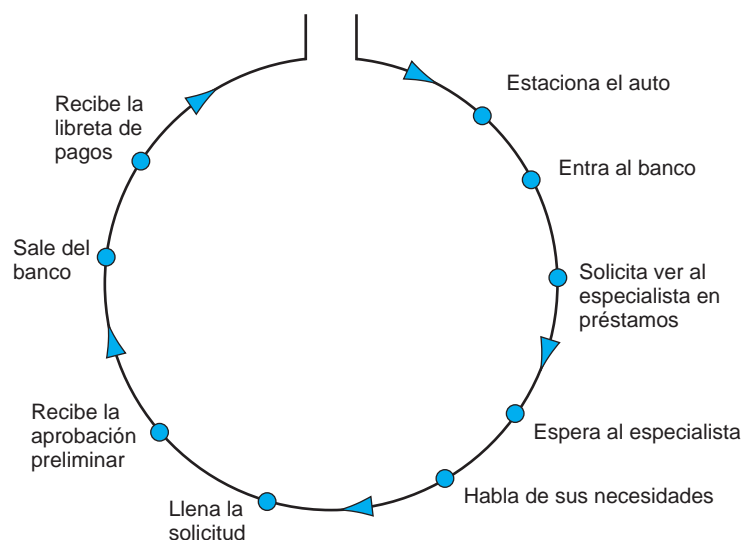 Estaciona el auto
Entra al banco
Solicita ver al
especialista en
préstamos
Espera al especialista
Habla de sus necesidades
Llena la
solicitud
Recibe la
aprobación
preliminar
Sale del
banco
Recibe la
libreta de
pagos